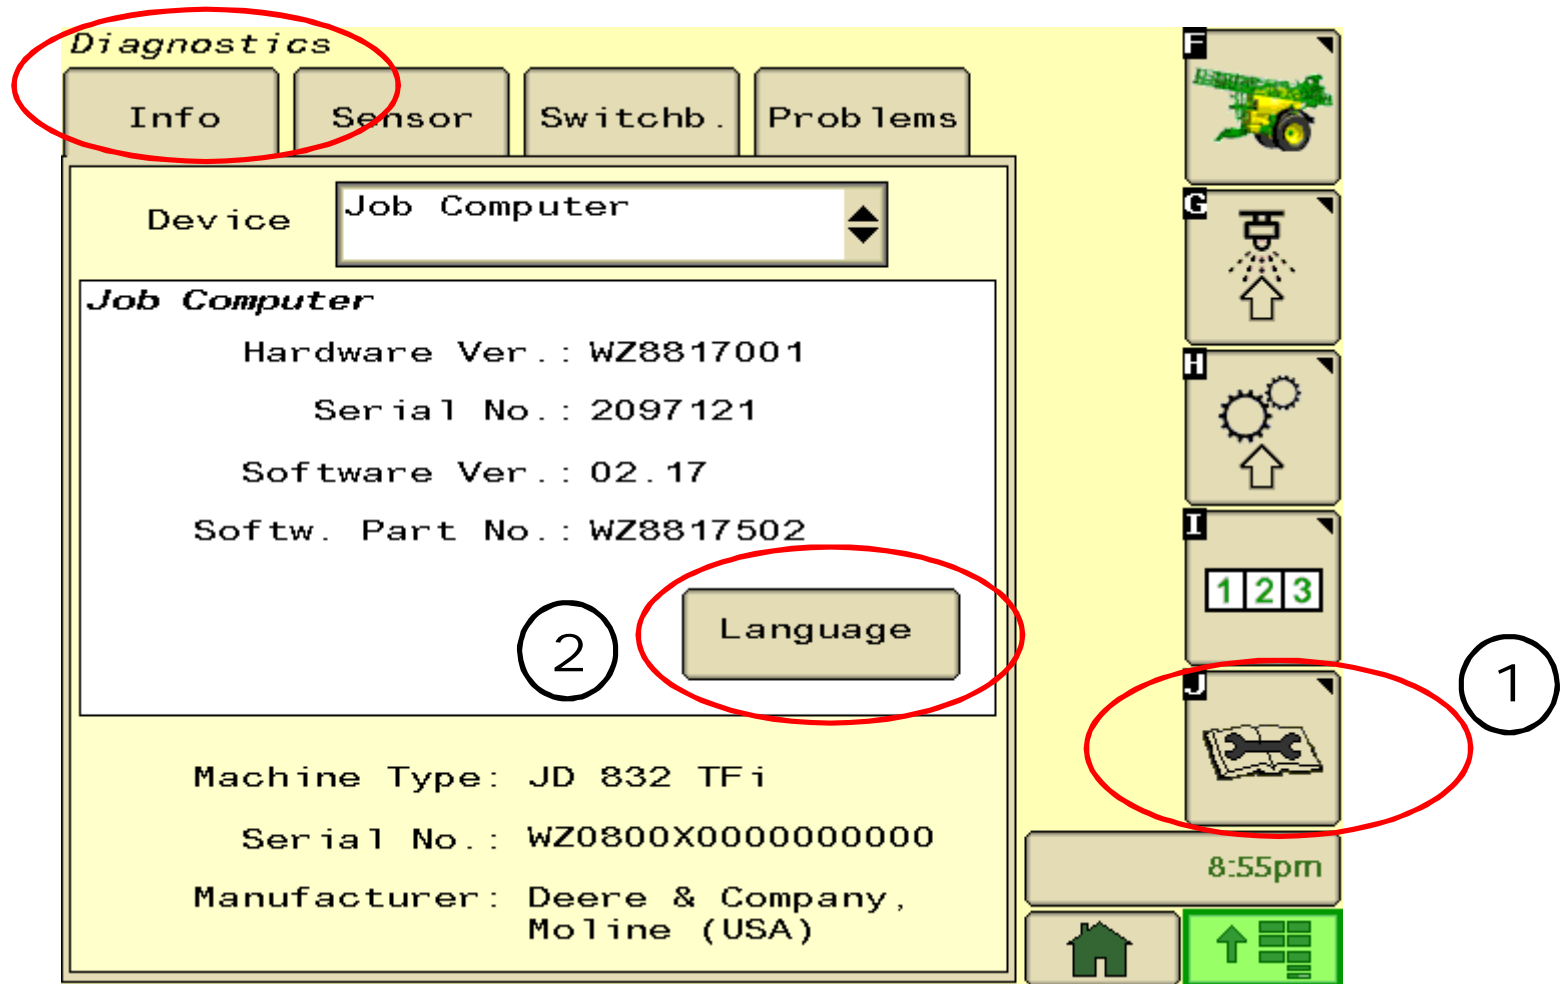 Diagnostics
Info
Sensor
Switchb.
Problems
Device
Job Computer
Job Computer
Hardware Ver.: WZ8817001
Serial No.: 2097121
Software Ver.: 02.17
Softw. Part No.: WZ8817502
2
Language
Machine Type: JD 832 TFi
Serial No.: WZ0800X0000000000
Manufacturer: Deere & Company,
Moline (USA)
F
G
H
I
1 2 3
J
1
8:55pm